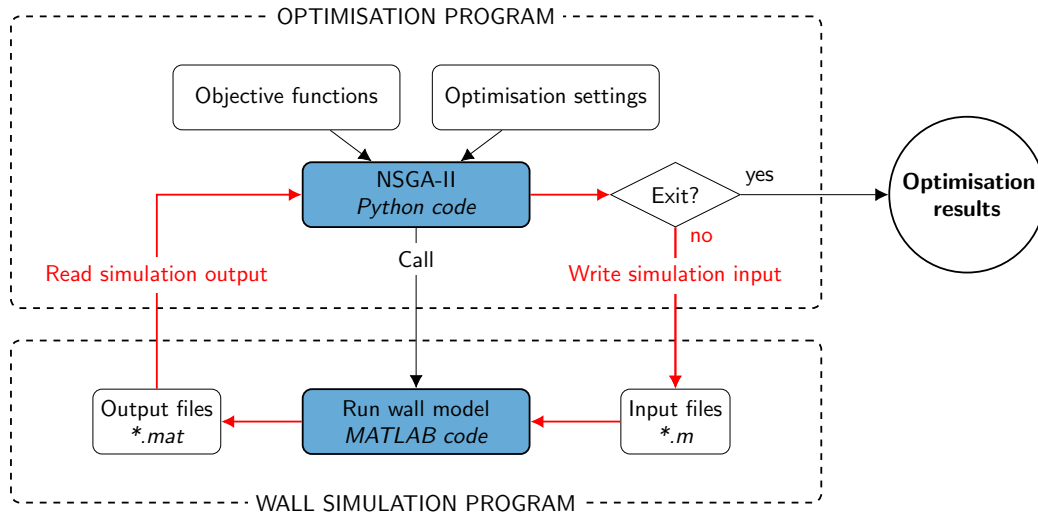 OPTIMISATION PROGRAM
Objective functions
Optimisation settings
NSGA-II
Python code
Exit?
yes
Optimisation
results
no
Call
Read simulation output
Write simulation input
Output files
*.mat
Run wall model
MATLAB code
Input files
*.m
WALL SIMULATION PROGRAM